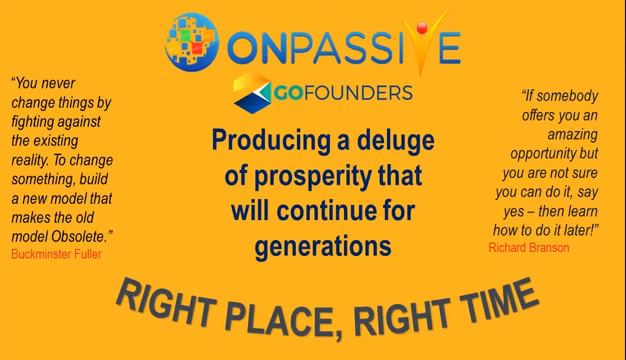 ONPASSIVE
GOFOUNDERS
“You never
change things by
fighting against
the existing
reality. To change
something, build
a new model that
makes the old
model Obsolete.”
Buckminster Fuller
Producing a deluge
of prosperity that
will continue for
generations
“If somebody
offers you an
amazing
opportunity but
you are not sure
you can do it, say
yes – then learn
how to do it later!”
Richard Branson
RIGHT PLACE, RIGHT TIME